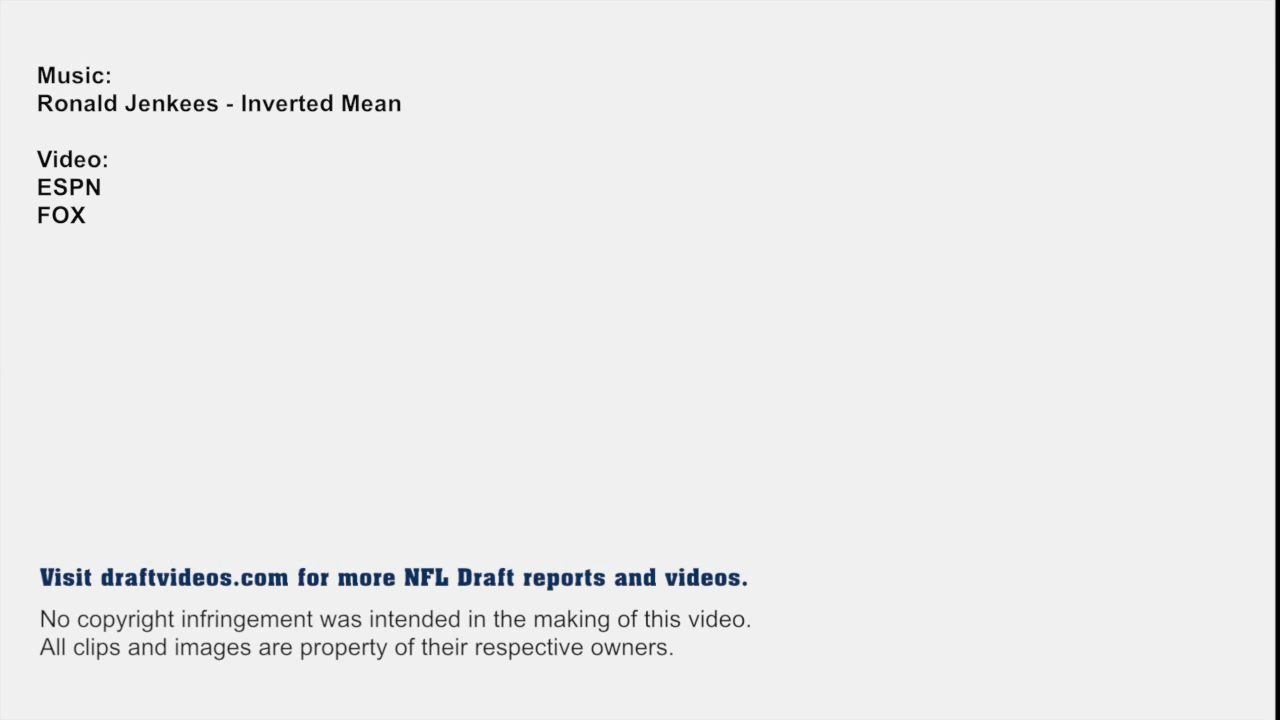 Music:
Ronald Jenkees - Inverted Mean
Video:
ESPN
FOX
Visit draftvideos.com for more NFL Draft reports and videos.
No copyright infringement was intended in the making of this video.
All clips and images are property of their respective owners.